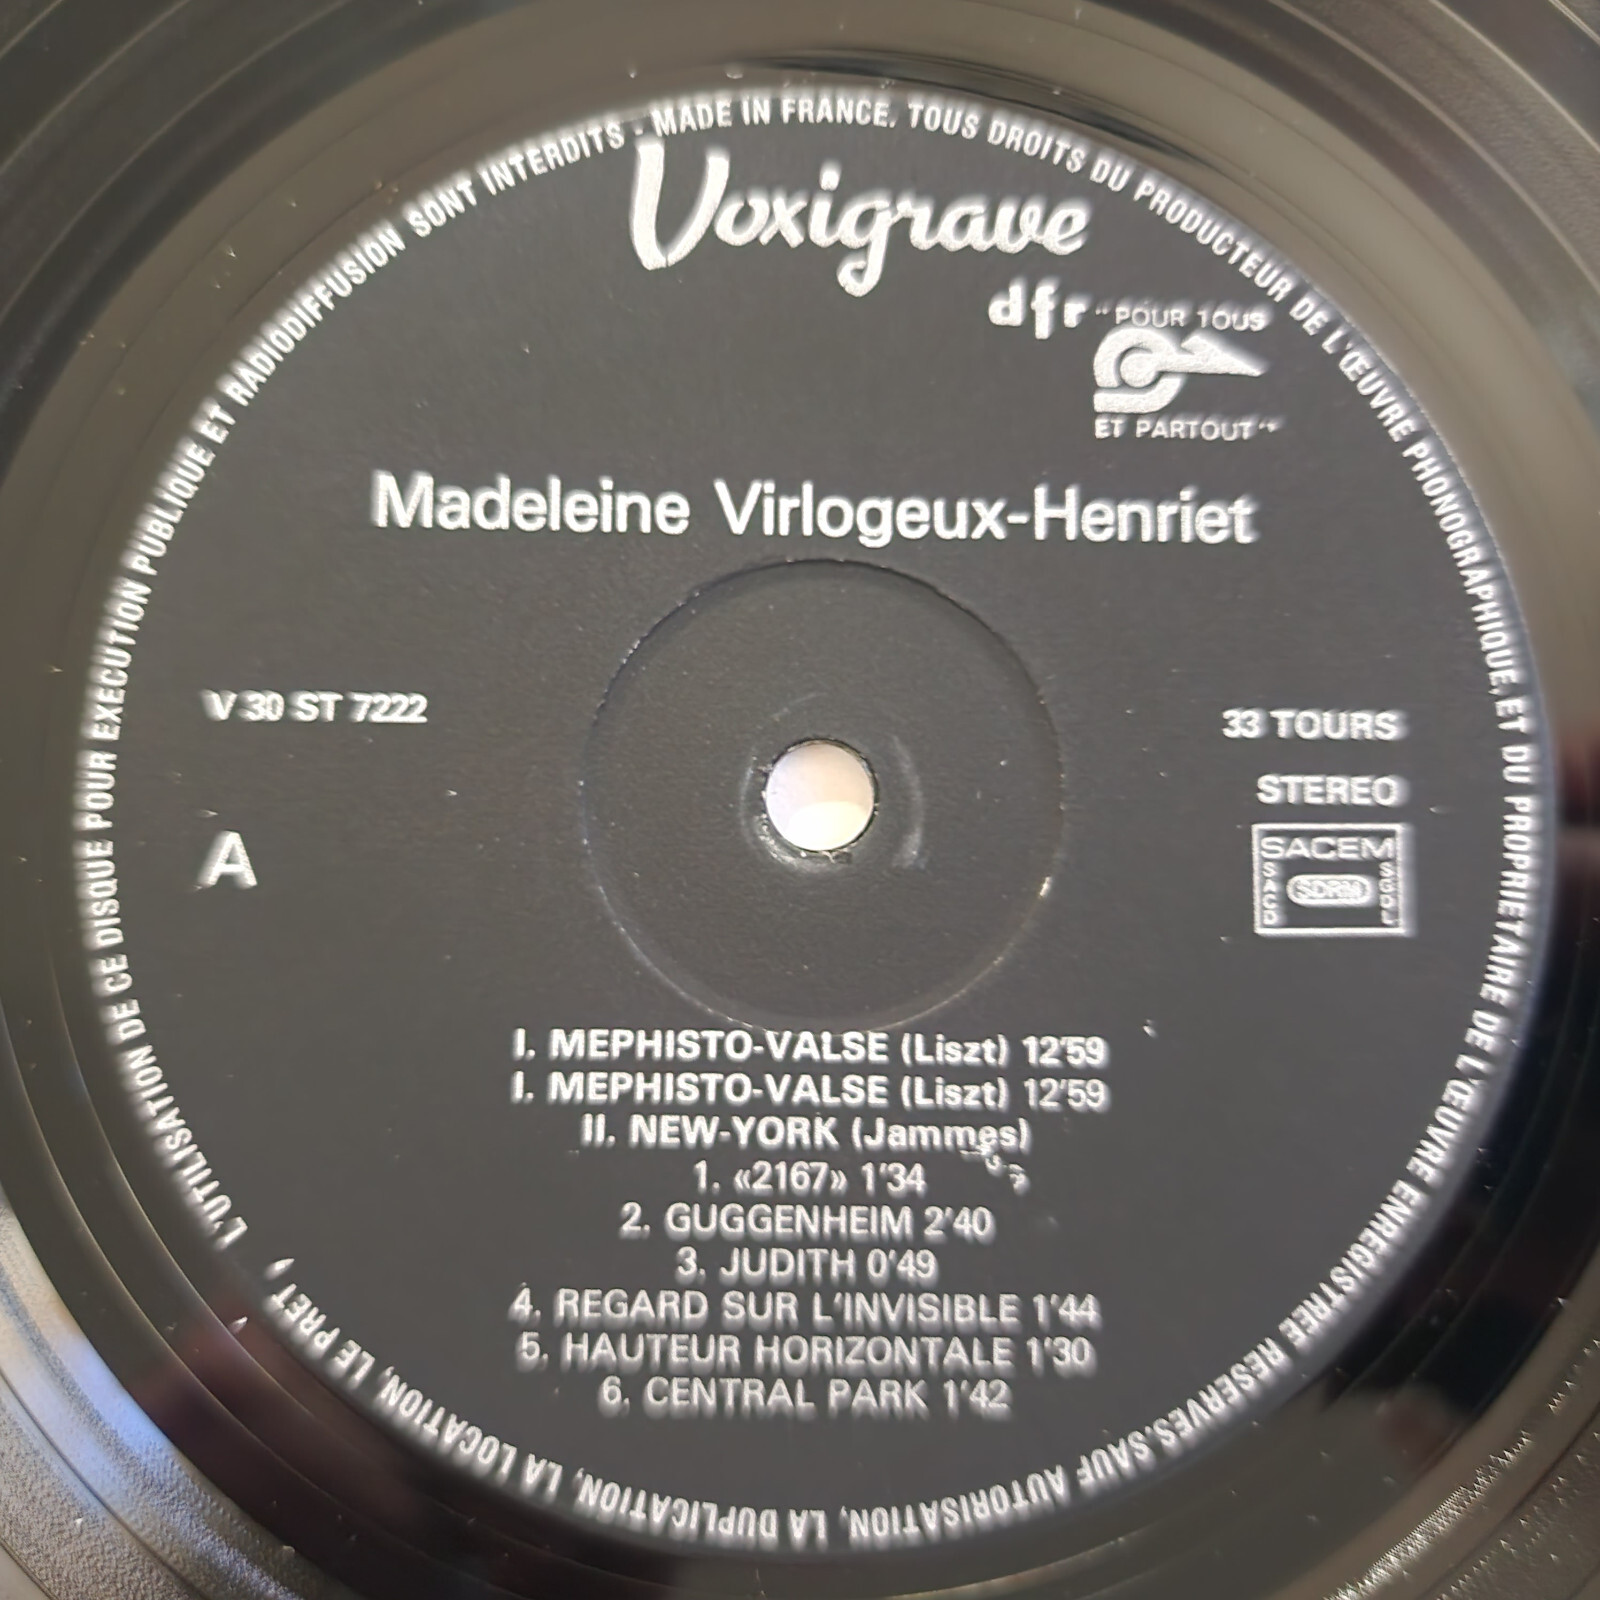 MADE IN FRANCE. TOUS DROITS DU PRODUCTEUR DE L'ŒUVRE PHONOGRAPHIQUE. ET DU PROPRIETAIRE DE L'ŒUVRE ENREGISTREE RESERVES. SAUF AUTORISATION, LA DUPLICATION, LA LOCATION, LE PRET, L'UTILISATION DE CE DISQUE POUR EXECUTION PUBLIQUE ET RADIODIFFUSION SONT INTERDITS -
Voxigrave
dfr "POUR TOUS
ET PARTOUT"
Madeleine Virlogeux-Henriet
V 30 ST 7222
33 TOURS
STEREO
A
SACEM
SACD SDRM SGDL
I. MEPHISTO-VALSE (Liszt) 12'59
I. MEPHISTO-VALSE (Liszt) 12'59
II. NEW-YORK (Jammes)
1. «2167» 1'34
2. GUGGENHEIM 2'40
3. JUDITH 0'49
4. REGARD SUR L'INVISIBLE 1'44
5. HAUTEUR HORIZONTALE 1'30
6. CENTRAL PARK 1'42